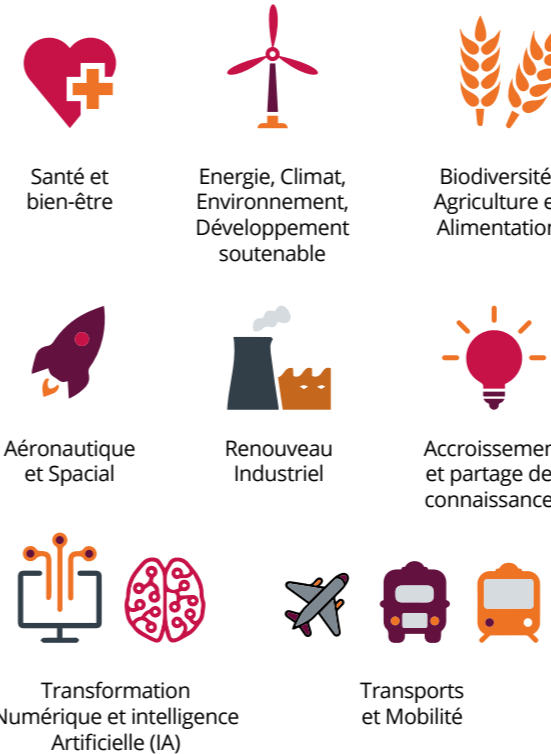 Santé et
bien-être
Energie, Climat,
Environnement,
Développement
soutenable
Biodiversité
Agriculture e
Alimentation
Aéronautique
et Spacial
Renouveau
Industriel
Accroissemen
et partage de
connaissance
Transformation
Numérique et intelligence
Artificielle (IA)
Transports
et Mobilité